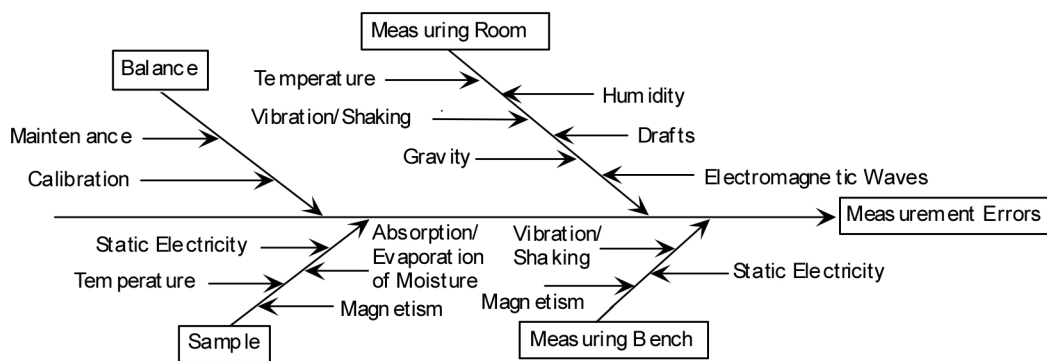 Measuring Room
Balance
Temperature
Humidity
Vibration/Shaking
Maintenance
Drafts
Gravity
Calibration
Electromagnetic Waves
Measurement Errors
Static Electricity
Absorption/
Evaporation
of Moisture
Vibration/
Shaking
Temperature
Static Electricity
Magnetism
Magnetism
Sample
Measuring Bench